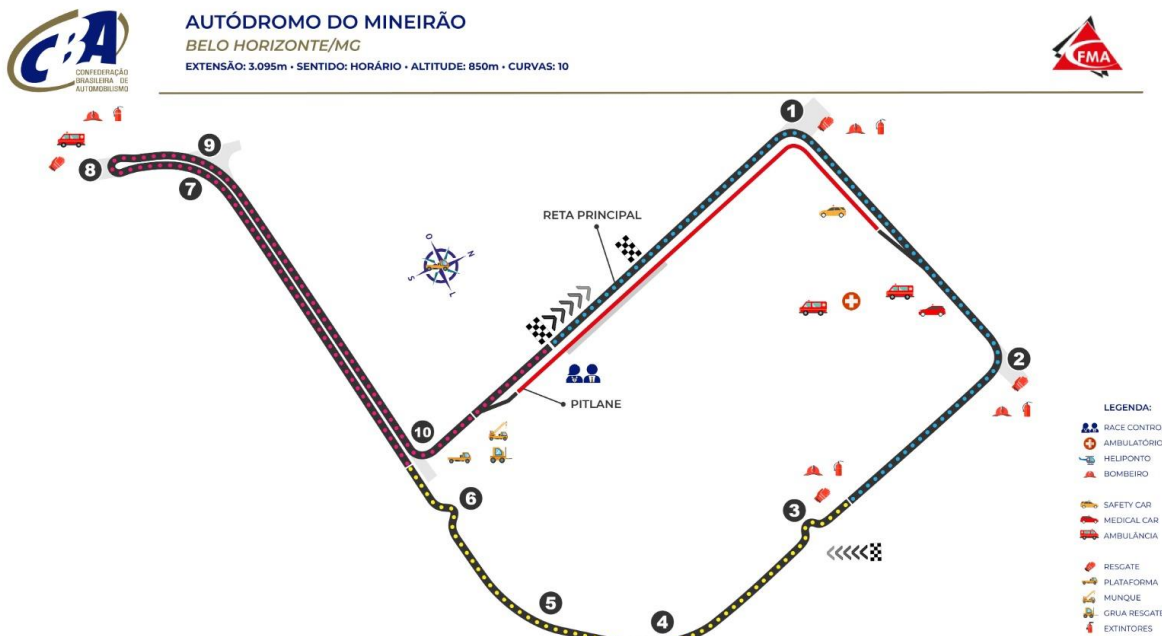 CBA
CONFEDERAÇÃO
BRASILEIRA DE
AUTOMOBILISMO
AUTÓDROMO DO MINEIRÃO
BELO HORIZONTE/MG
EXTENSÃO: 3.095m • SENTIDO: HORÁRIO • ALTITUDE: 850m • CURVAS: 10
FMA
1
9
8
7
RETA PRINCIPAL
O
N
S
L
2
PITLANE
10
6
3
5
4
LEGENDA:
RACE CONTRO
AMBULATÓRIO
HELIPONTO
BOMBEIRO
SAFETY CAR
MEDICAL CAR
AMBULÂNCIA
RESGATE
PLATAFORMA
MUNQUE
GRUA RESGATE
EXTINTORES